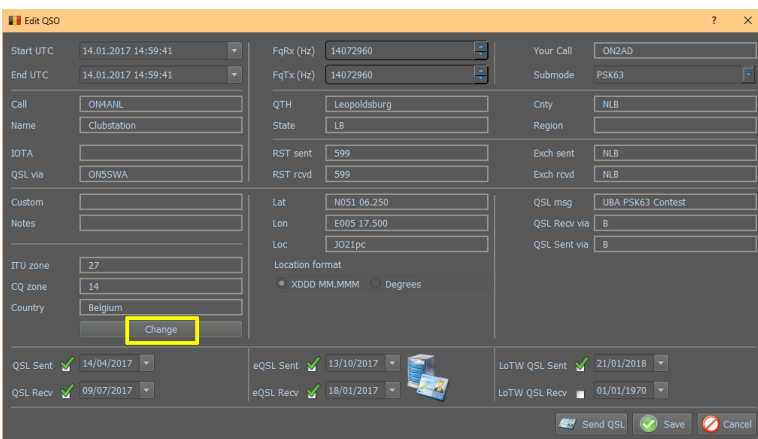 Edit QSO ?
Start UTC 14.01.2017 14:59:41 FqRx (Hz) 14072960 Your Call ON2AD
End UTC 14.01.2017 14:59:41 FqTx (Hz) 14072960 Submode PSK63
Call ON4ANL QTH Leopoldsburg Cnty NLB
Name Clubstation State LB Region
IOTA RST sent 599 Exch sent NLB
QSL via ON5SWA RST rcvd 599 Exch rcvd NLB
Custom Lat N051 06.250 QSL msg UBA PSK63 Contest
Notes Lon E005 17.500 QSL Recv via B
Loc JO21pc QSL Sent via B
ITU zone 27 Location format
CQ zone 14 XDDD MM.MMM Degrees
Country Belgium
Change
QSL Sent 14/04/2017 eQSL Sent 13/10/2017 LoTW QSL Sent 21/01/2018
QSL Recv 09/07/2017 eQSL Recv 18/01/2017 LoTW QSL Recv 01/01/1970
Send QSL Save Cancel